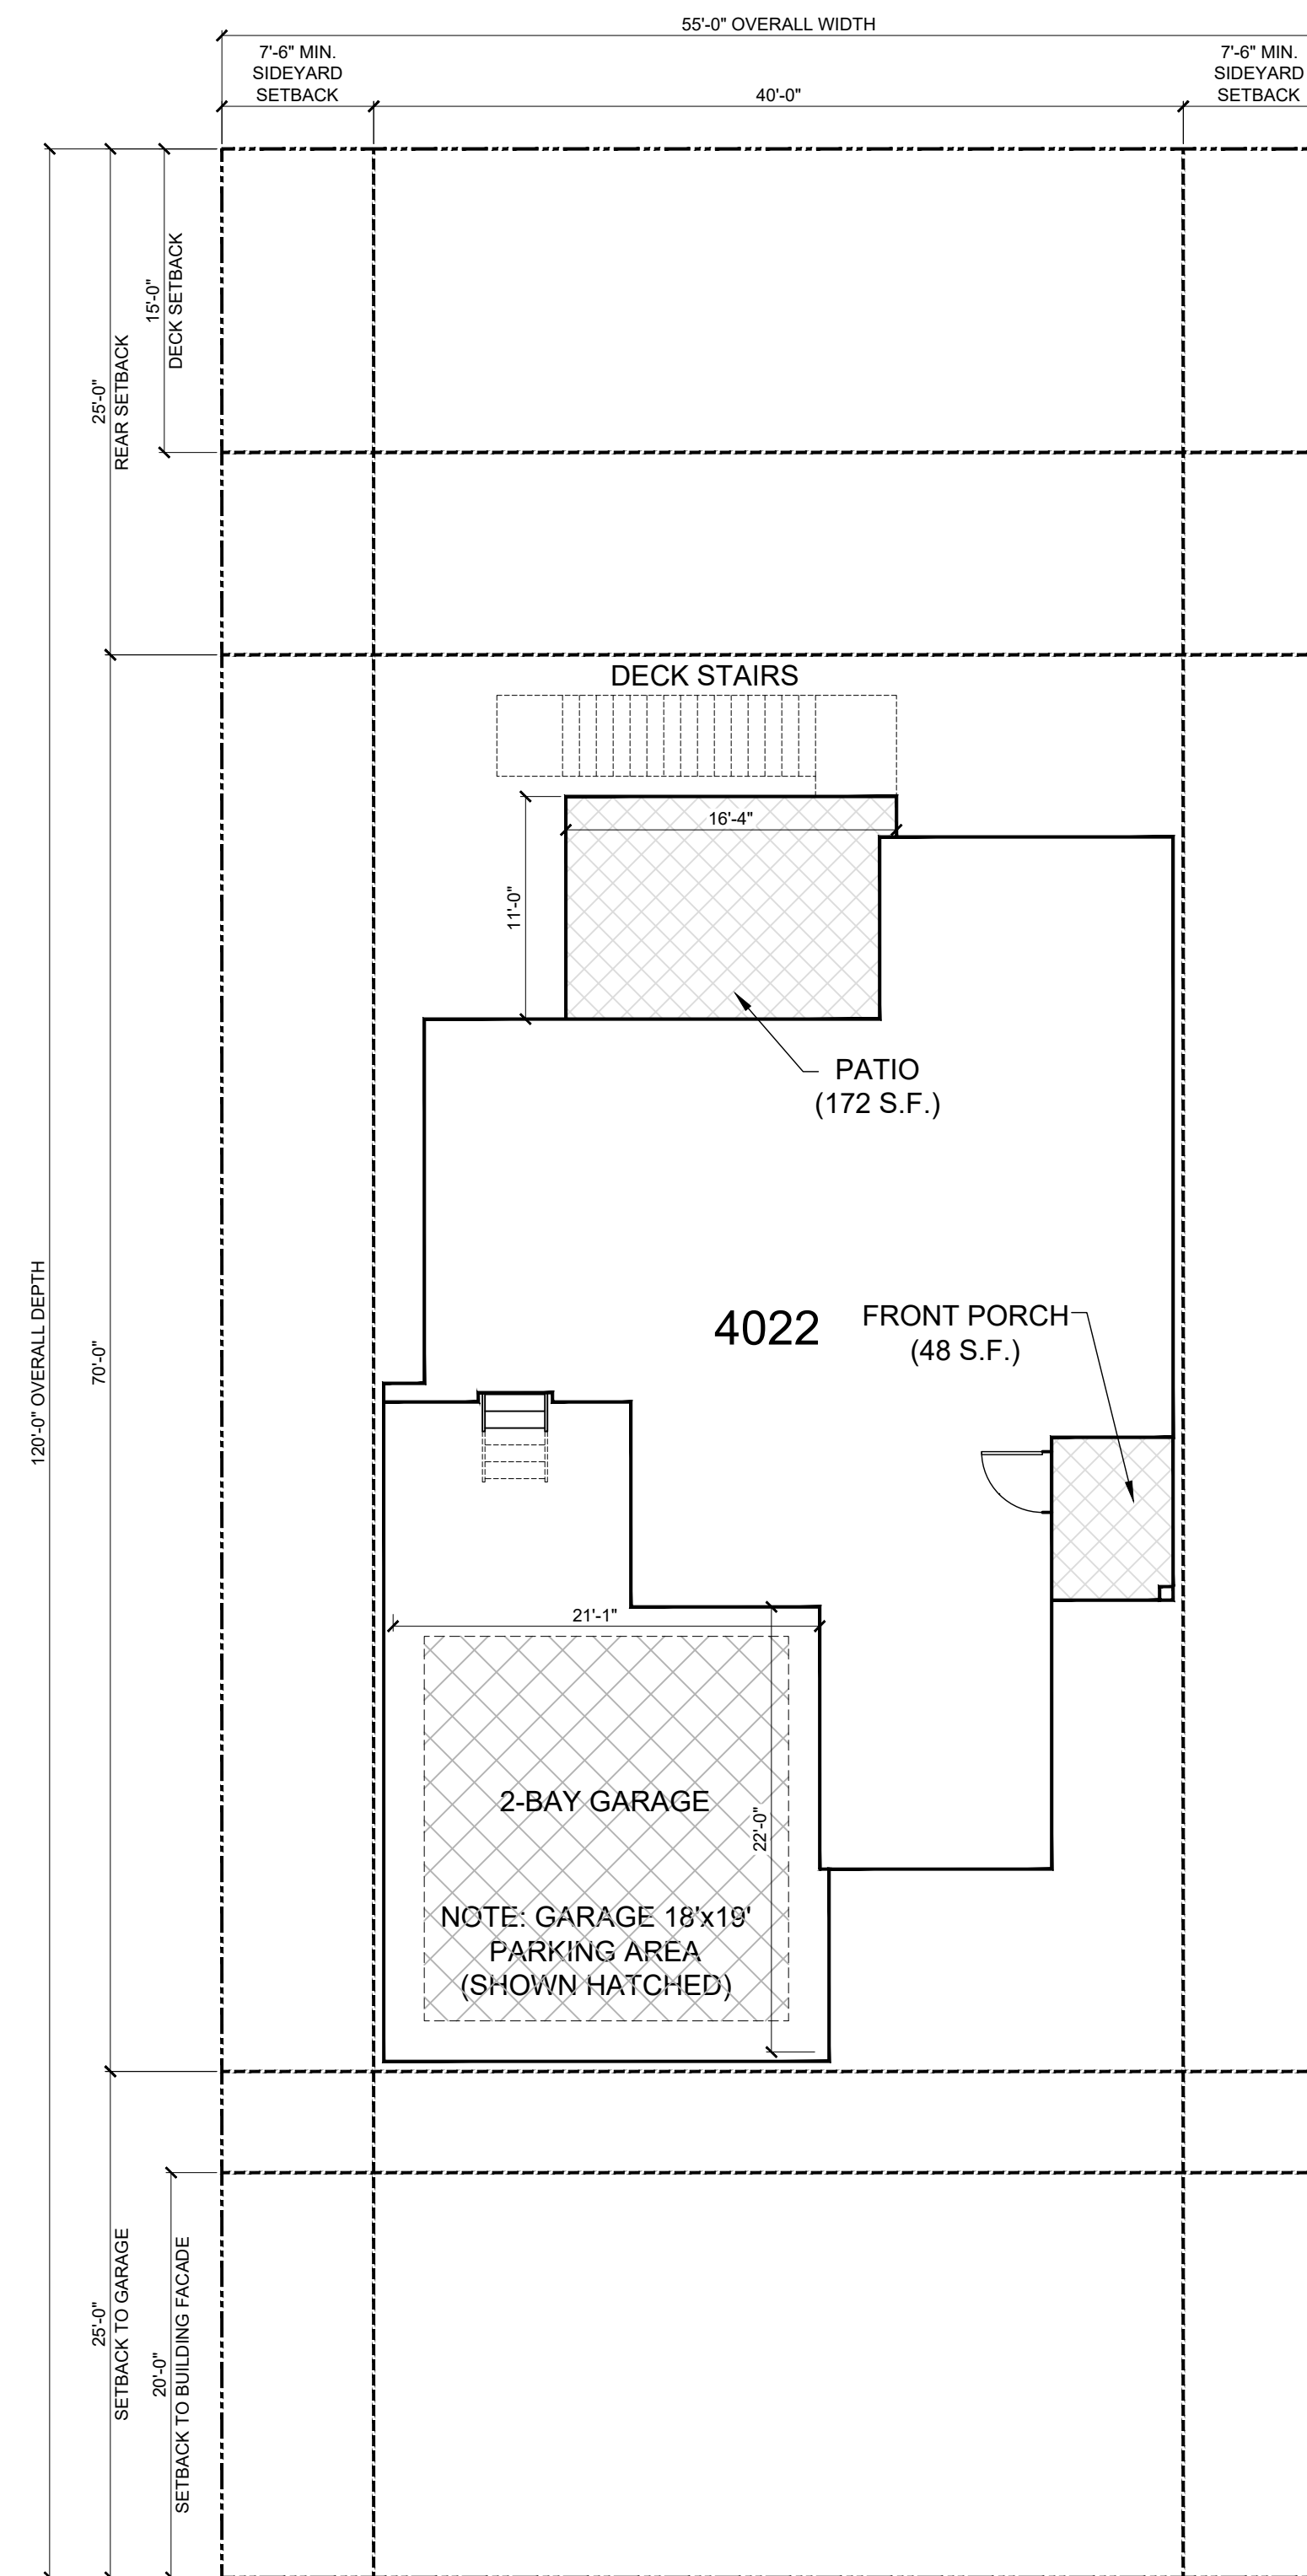 55'-0" OVERALL WIDTH
7'-6" MIN.
SIDEYARD
SETBACK
40'-0"
7'-6" MIN.
SIDEYARD
SETBACK
15'-0"
DECK SETBACK
25'-0"
REAR SETBACK
DECK STAIRS
16'-4"
11'-0"
PATIO
(172 S.F.)
120'-0" OVERALL DEPTH
70'-0"
4022
FRONT PORCH
(48 S.F.)
21'-1"
2-BAY GARAGE
22'-0"
NOTE: GARAGE 18'x19'
PARKING AREA
(SHOWN HATCHED)
25'-0"
SETBACK TO GARAGE
20'-0"
SETBACK TO BUILDING FACADE